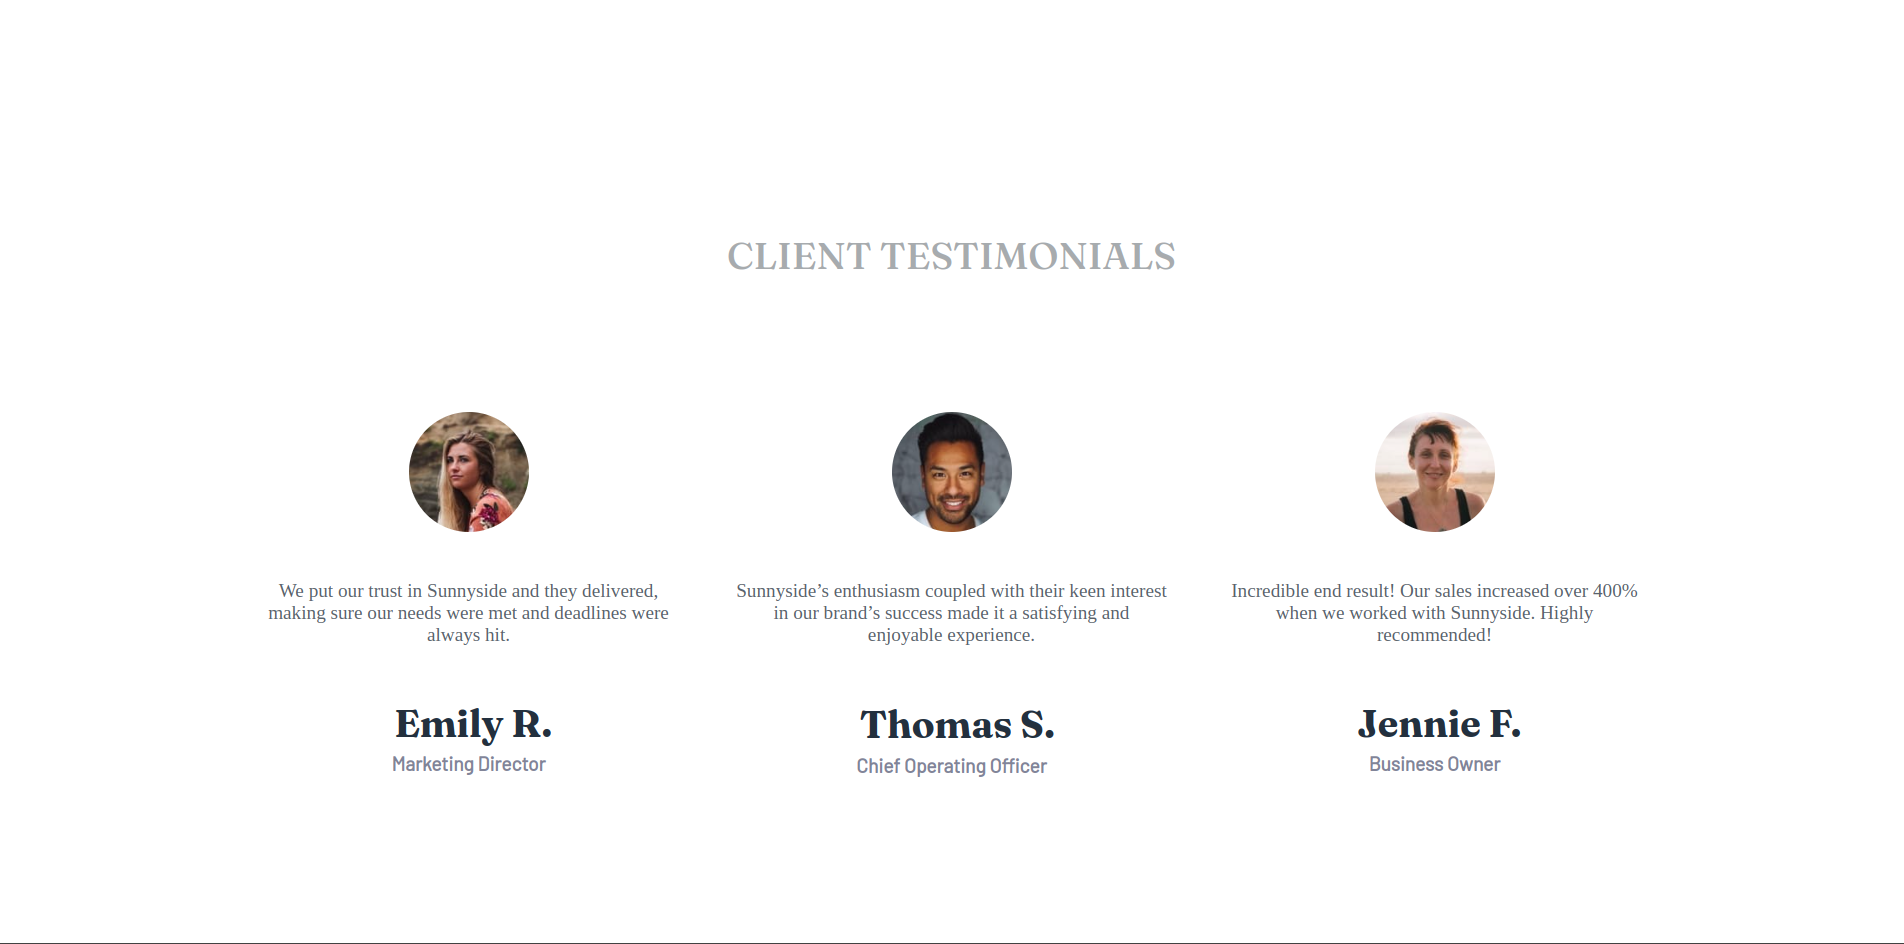 CLIENT TESTIMONIALS
We put our trust in Sunnyside and they delivered,
making sure our needs were met and deadlines were
always hit.
Emily R.
Marketing Director
Sunnyside’s enthusiasm coupled with their keen interest
in our brand’s success made it a satisfying and
enjoyable experience.
Thomas S.
Chief Operating Officer
Incredible end result! Our sales increased over 400%
when we worked with Sunnyside. Highly
recommended!
Jennie F.
Business Owner